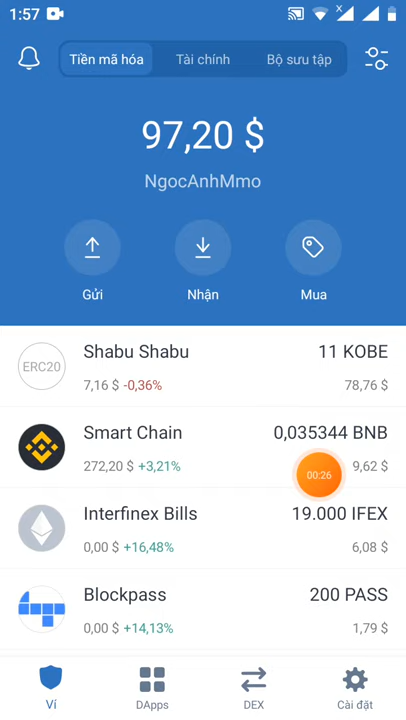 1:57
Tiền mã hóa Tài chính Bộ sưu tập
97,20 $
NgocAnhMmo
Gửi Nhận Mua
ERC20
Shabu Shabu 11 KOBE
7,16 $ -0,36% 78,76 $
Smart Chain 0,035344 BNB
272,20 $ +3,21% 9,62 $
00:26
Interfinex Bills 19.000 IFEX
0,00 $ +16,48% 6,08 $
Blockpass 200 PASS
0,00 $ +14,13% 1,79 $
Ví DApps DEX Cài đặt